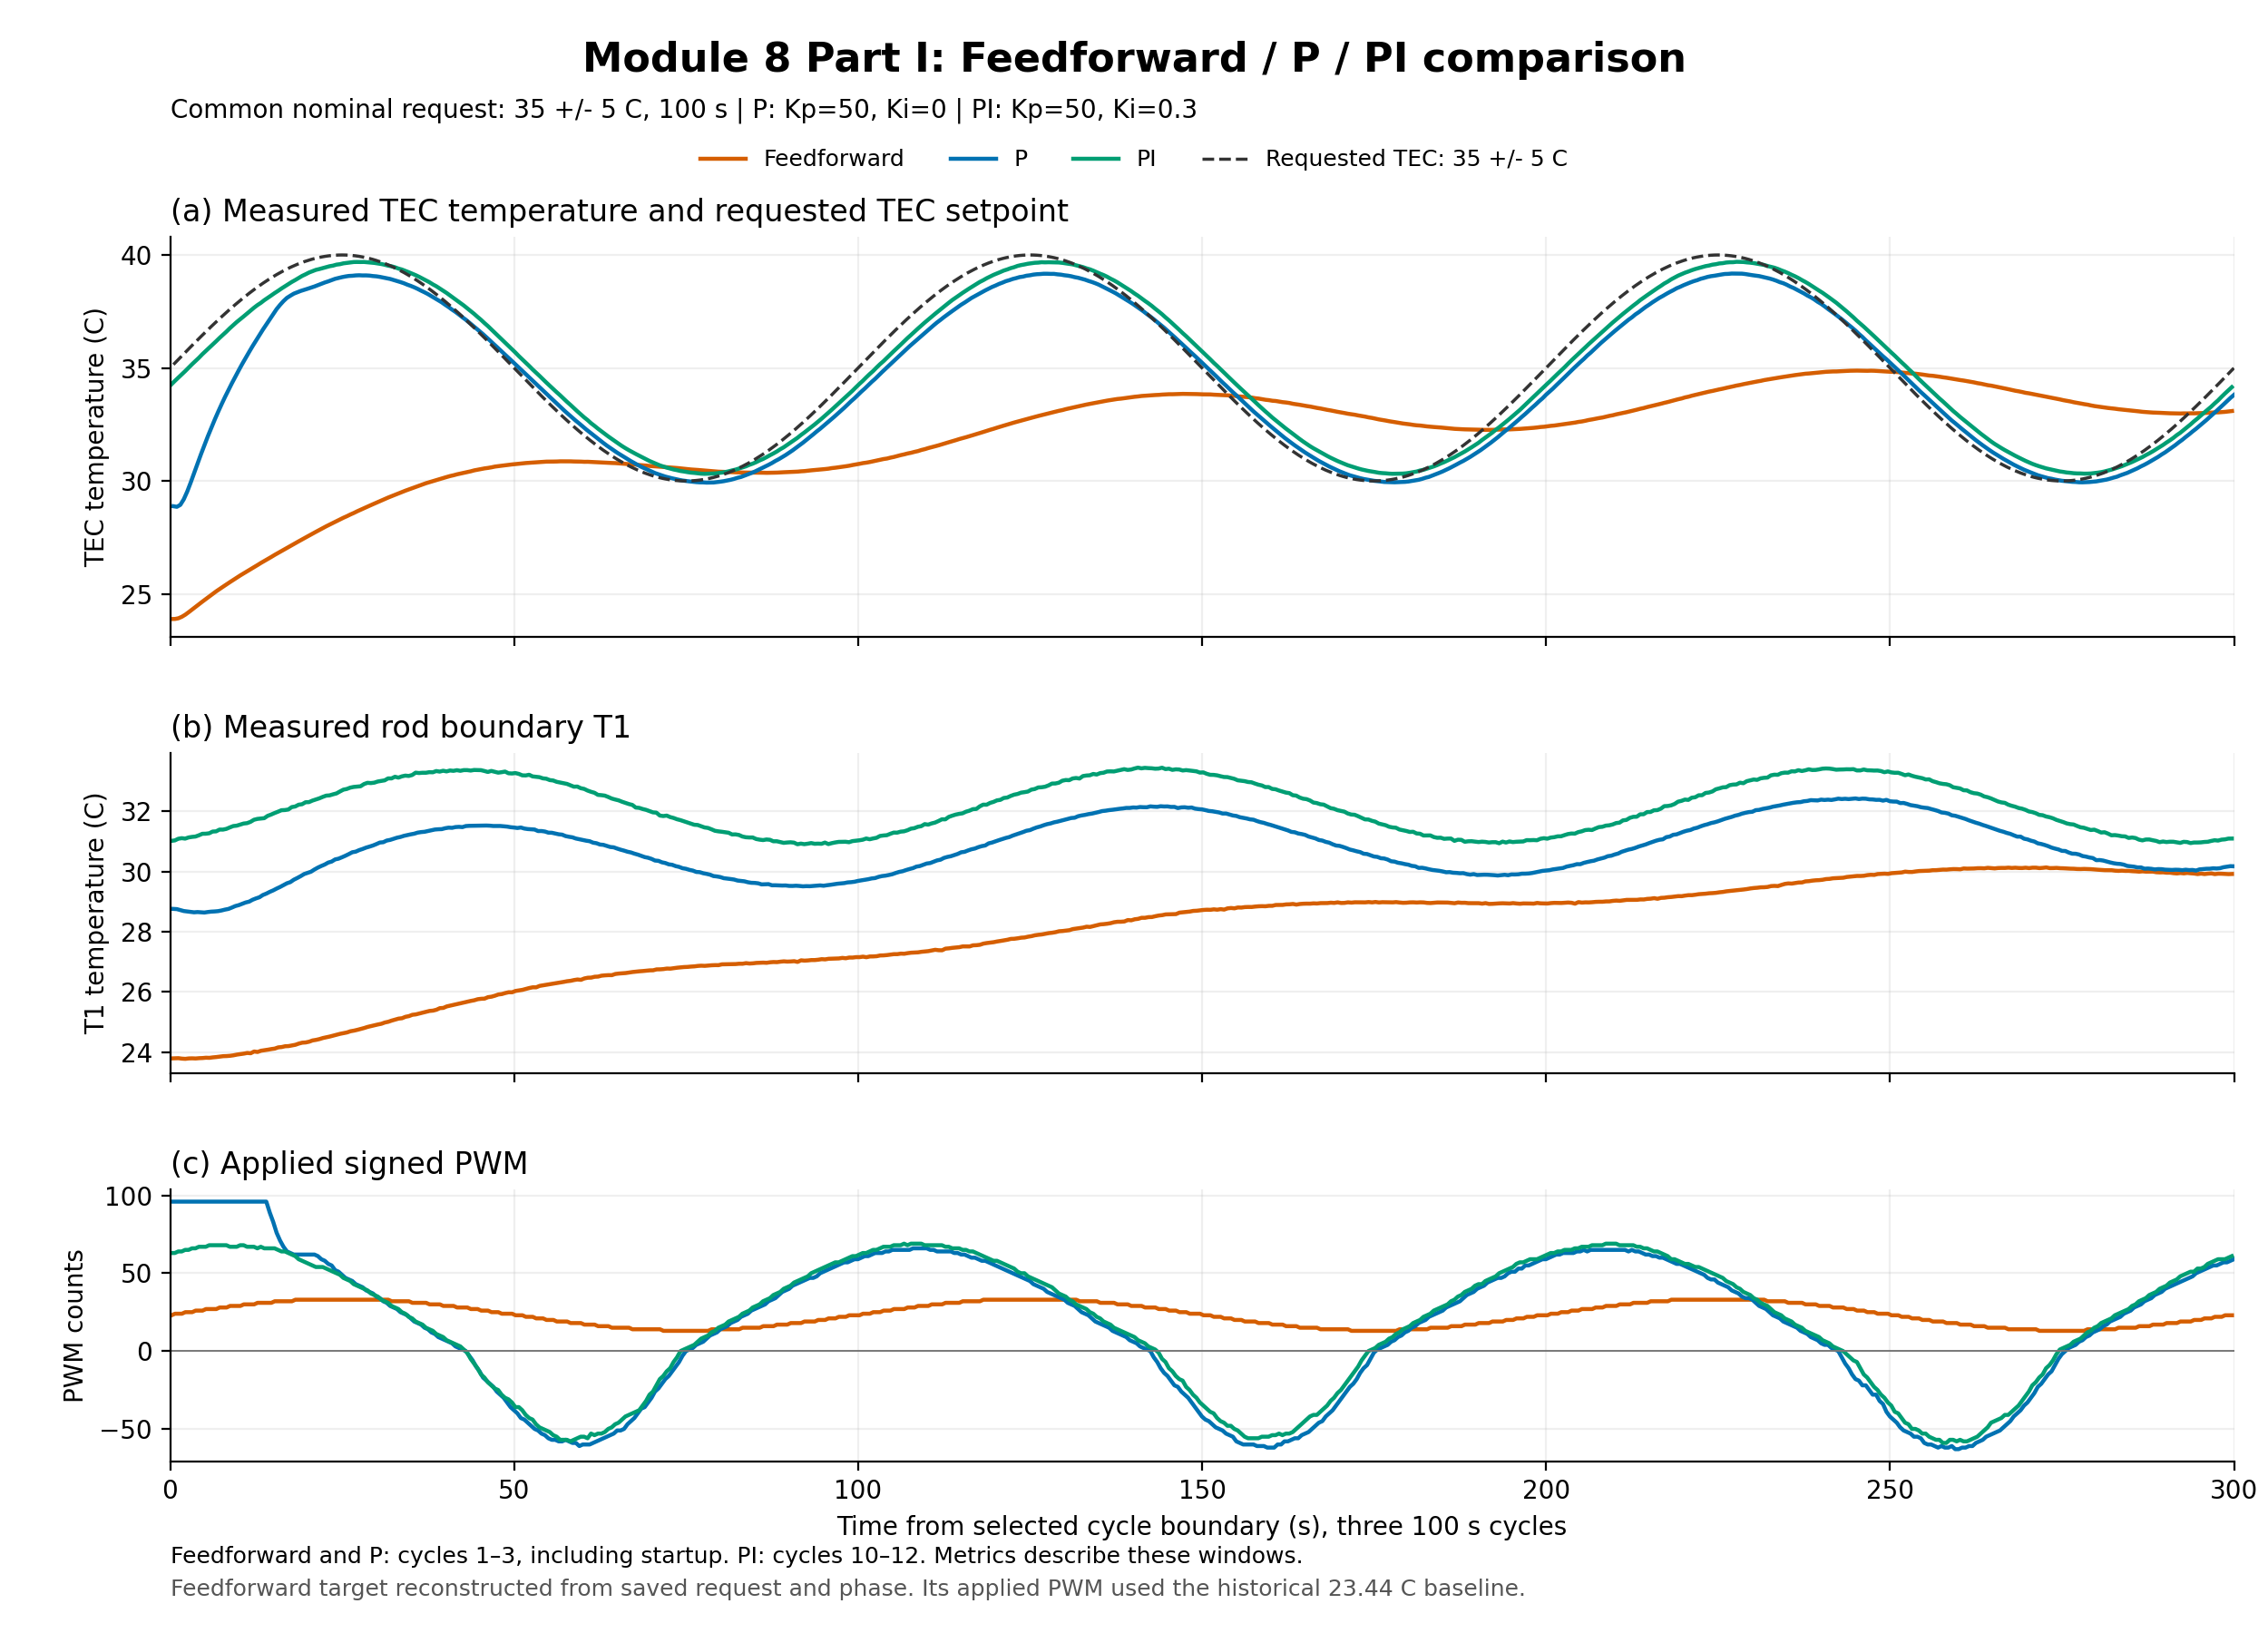 Module 8 Part I: Feedforward / P / PI comparison
Common nominal request: 35 +/- 5 C, 100 s | P: Kp=50, Ki=0 | PI: Kp=50, Ki=0.3
Feedforward P PI Requested TEC: 35 +/- 5 C
(a) Measured TEC temperature and requested TEC setpoint
TEC temperature (C)
40
35
30
25
(b) Measured rod boundary T1
T1 temperature (C)
32
30
28
26
24
(c) Applied signed PWM
PWM counts
100
50
0
−50
0 50 100 150 200 250 300
Time from selected cycle boundary (s), three 100 s cycles
Feedforward and P: cycles 1–3, including startup. PI: cycles 10–12. Metrics describe these windows.
Feedforward target reconstructed from saved request and phase. Its applied PWM used the historical 23.44 C baseline.